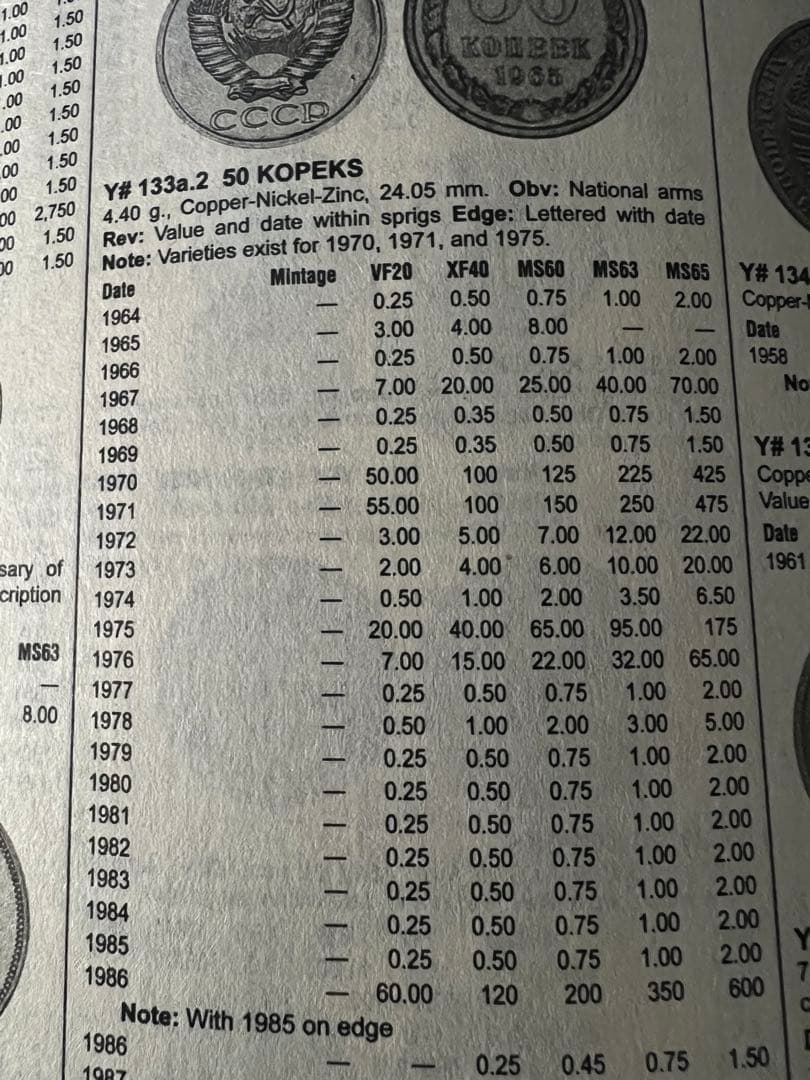 1.00
1.00 1.50
1.00 1.50
1.00 1.50
.00 1.50
.00 1.50
.00 1.50
00 1.50
00 1.50
00 2,750
00 1.50
00 1.50
sary of
cription
MS63
—
8.00
СССР
КОПЕЕК
1965
Y# 133a.2 50 KOPEKS
4.40 g., Copper-Nickel-Zinc, 24.05 mm. Obv: National arms
Rev: Value and date within sprigs Edge: Lettered with date
Note: Varieties exist for 1970, 1971, and 1975.
Date Mintage VF20 XF40 MS60 MS63 MS65
1964 — 0.25 0.50 0.75 1.00 2.00
1965 — 3.00 4.00 8.00 — —
1966 — 0.25 0.50 0.75 1.00 2.00
1967 — 7.00 20.00 25.00 40.00 70.00
1968 — 0.25 0.35 0.50 0.75 1.50
1969 — 0.25 0.35 0.50 0.75 1.50
1970 — 50.00 100 125 225 425
1971 — 55.00 100 150 250 475
1972 — 3.00 5.00 7.00 12.00 22.00
1973 — 2.00 4.00 6.00 10.00 20.00
1974 — 0.50 1.00 2.00 3.50 6.50
1975 — 20.00 40.00 65.00 95.00 175
1976 — 7.00 15.00 22.00 32.00 65.00
1977 — 0.25 0.50 0.75 1.00 2.00
1978 — 0.50 1.00 2.00 3.00 5.00
1979 — 0.25 0.50 0.75 1.00 2.00
1980 — 0.25 0.50 0.75 1.00 2.00
1981 — 0.25 0.50 0.75 1.00 2.00
1982 — 0.25 0.50 0.75 1.00 2.00
1983 — 0.25 0.50 0.75 1.00 2.00
1984 — 0.25 0.50 0.75 1.00 2.00
1985 — 0.25 0.50 0.75 1.00 2.00
1986 — 60.00 120 200 350 600
Note: With 1985 on edge
1986 — — 0.25 0.45 0.75 1.50
1987
Y# 134
Copper-
Date
1958
No
Y# 13
Coppe
Value
Date
1961
Y
7